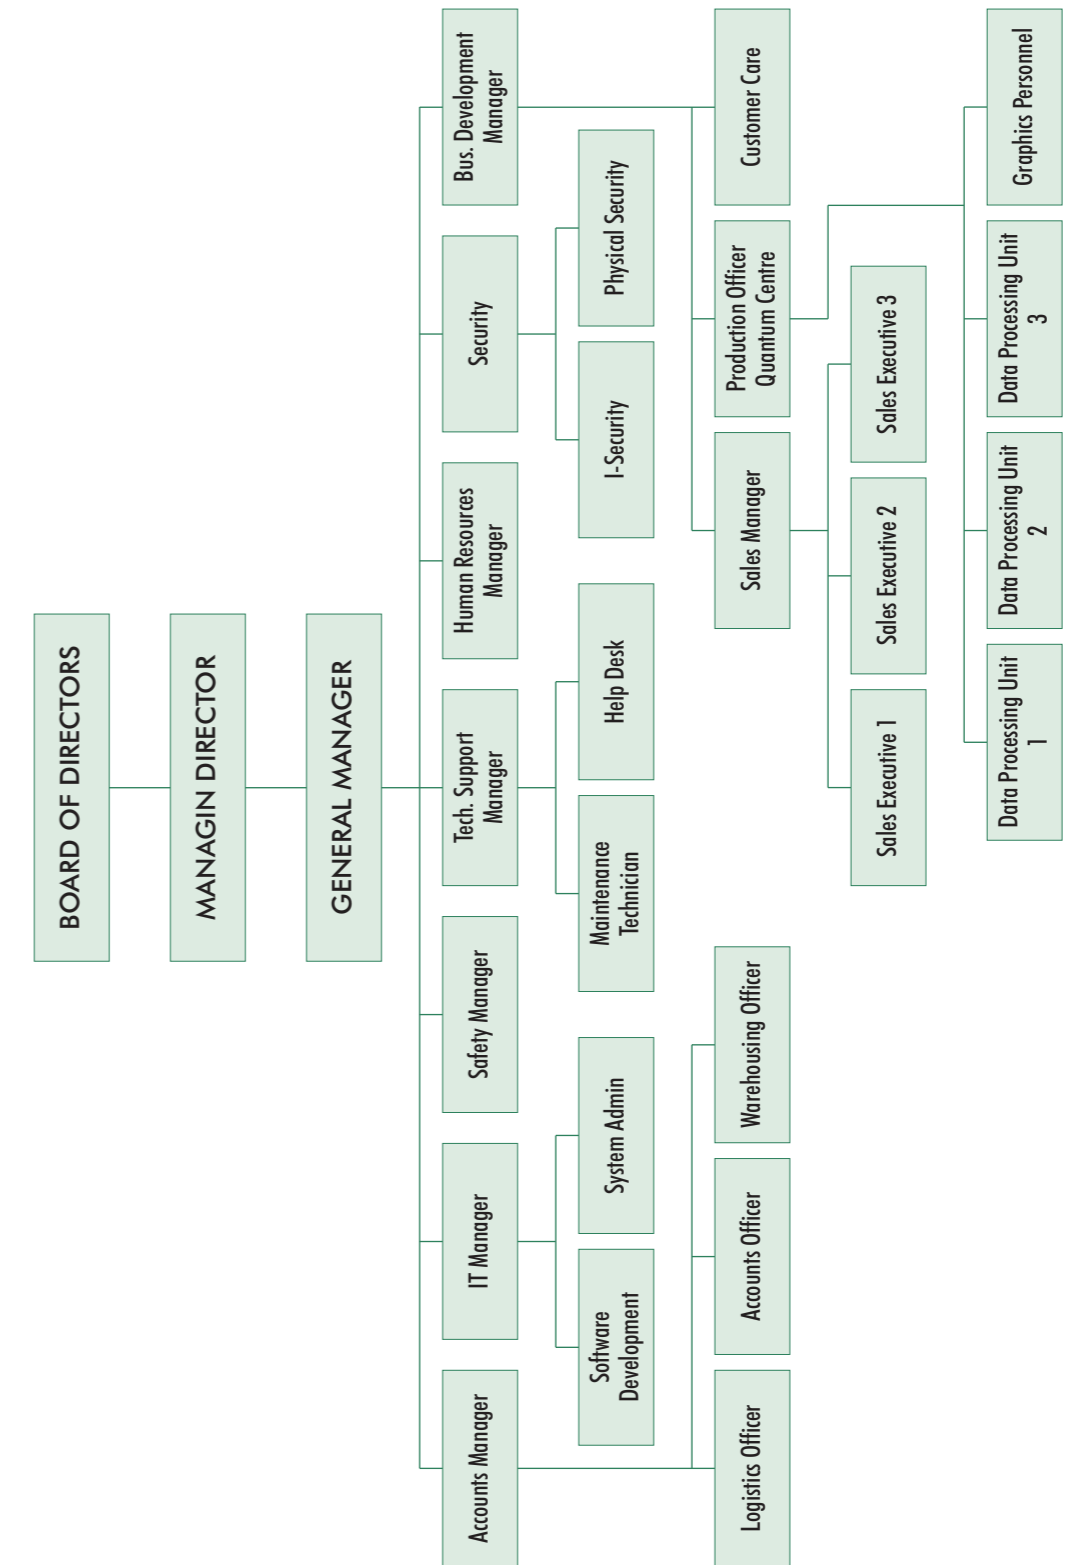 BOARD OF DIRECTORS
MANAGIN DIRECTOR
GENERAL MANAGER
Accounts Manager
IT Manager
Safety Manager
Tech. Support
Manager
Human Resources
Manager
Security
Bus. Development
Manager
Software
Development
System Admin
Maintenance
Technician
Help Desk
I-Security
Physical Security
Logistics Officer
Accounts Officer
Warehousing Officer
Sales Manager
Production Officer
Quantum Centre
Customer Care
Sales Executive 1
Sales Executive 2
Sales Executive 3
Data Processing Unit
1
Data Processing Unit
2
Data Processing Unit
3
Graphics Personnel